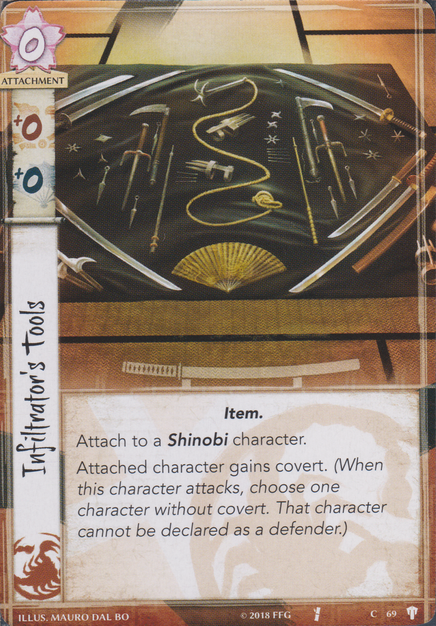 0
ATTACHMENT
+0
+0
Infiltrator's Tools
Item.
Attach to a Shinobi character.
Attached character gains covert. (When
this character attacks, choose one
character without covert. That character
cannot be declared as a defender.)
ILLUS. MAURO DAL BO
© 2018 FFG
C 69